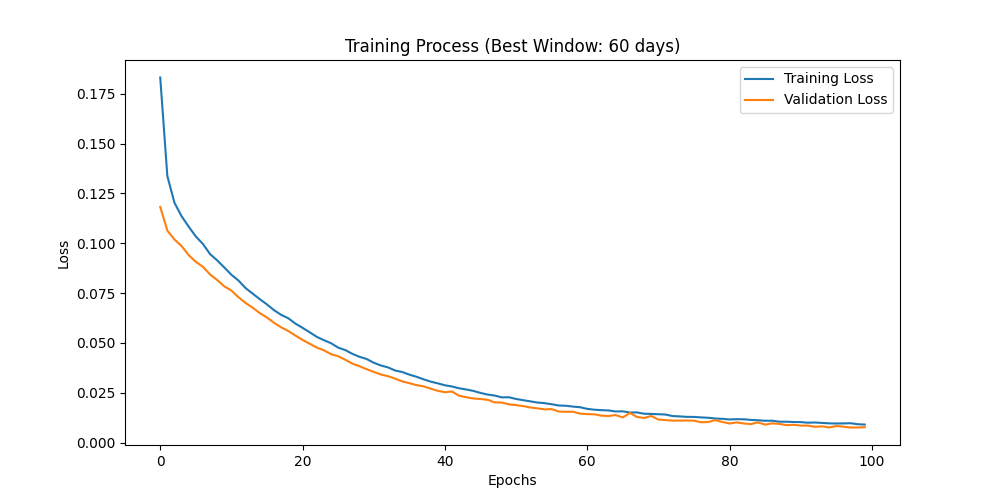 Training Process (Best Window: 60 days)
Training Loss
Validation Loss
Loss
0.175
0.150
0.125
0.100
0.075
0.050
0.025
0.000
0 20 40 60 80 100
Epochs